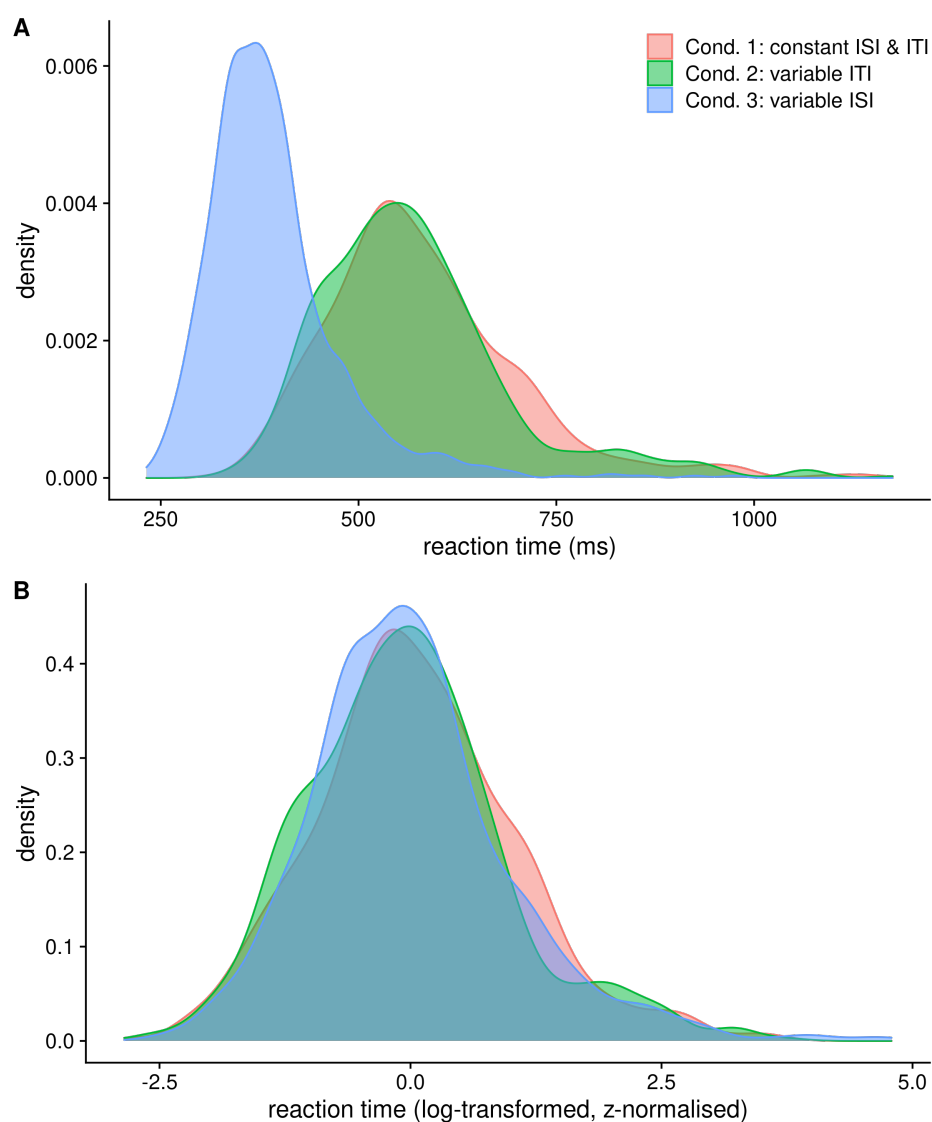 A
Cond. 1: constant ISI & ITI
Cond. 2: variable ITI
Cond. 3: variable ISI
density
0.006
0.004
0.002
0.000
250 500 750 1000
reaction time (ms)
B
density
0.4
0.3
0.2
0.1
0.0
-2.5 0.0 2.5 5.0
reaction time (log-transformed, z-normalised)